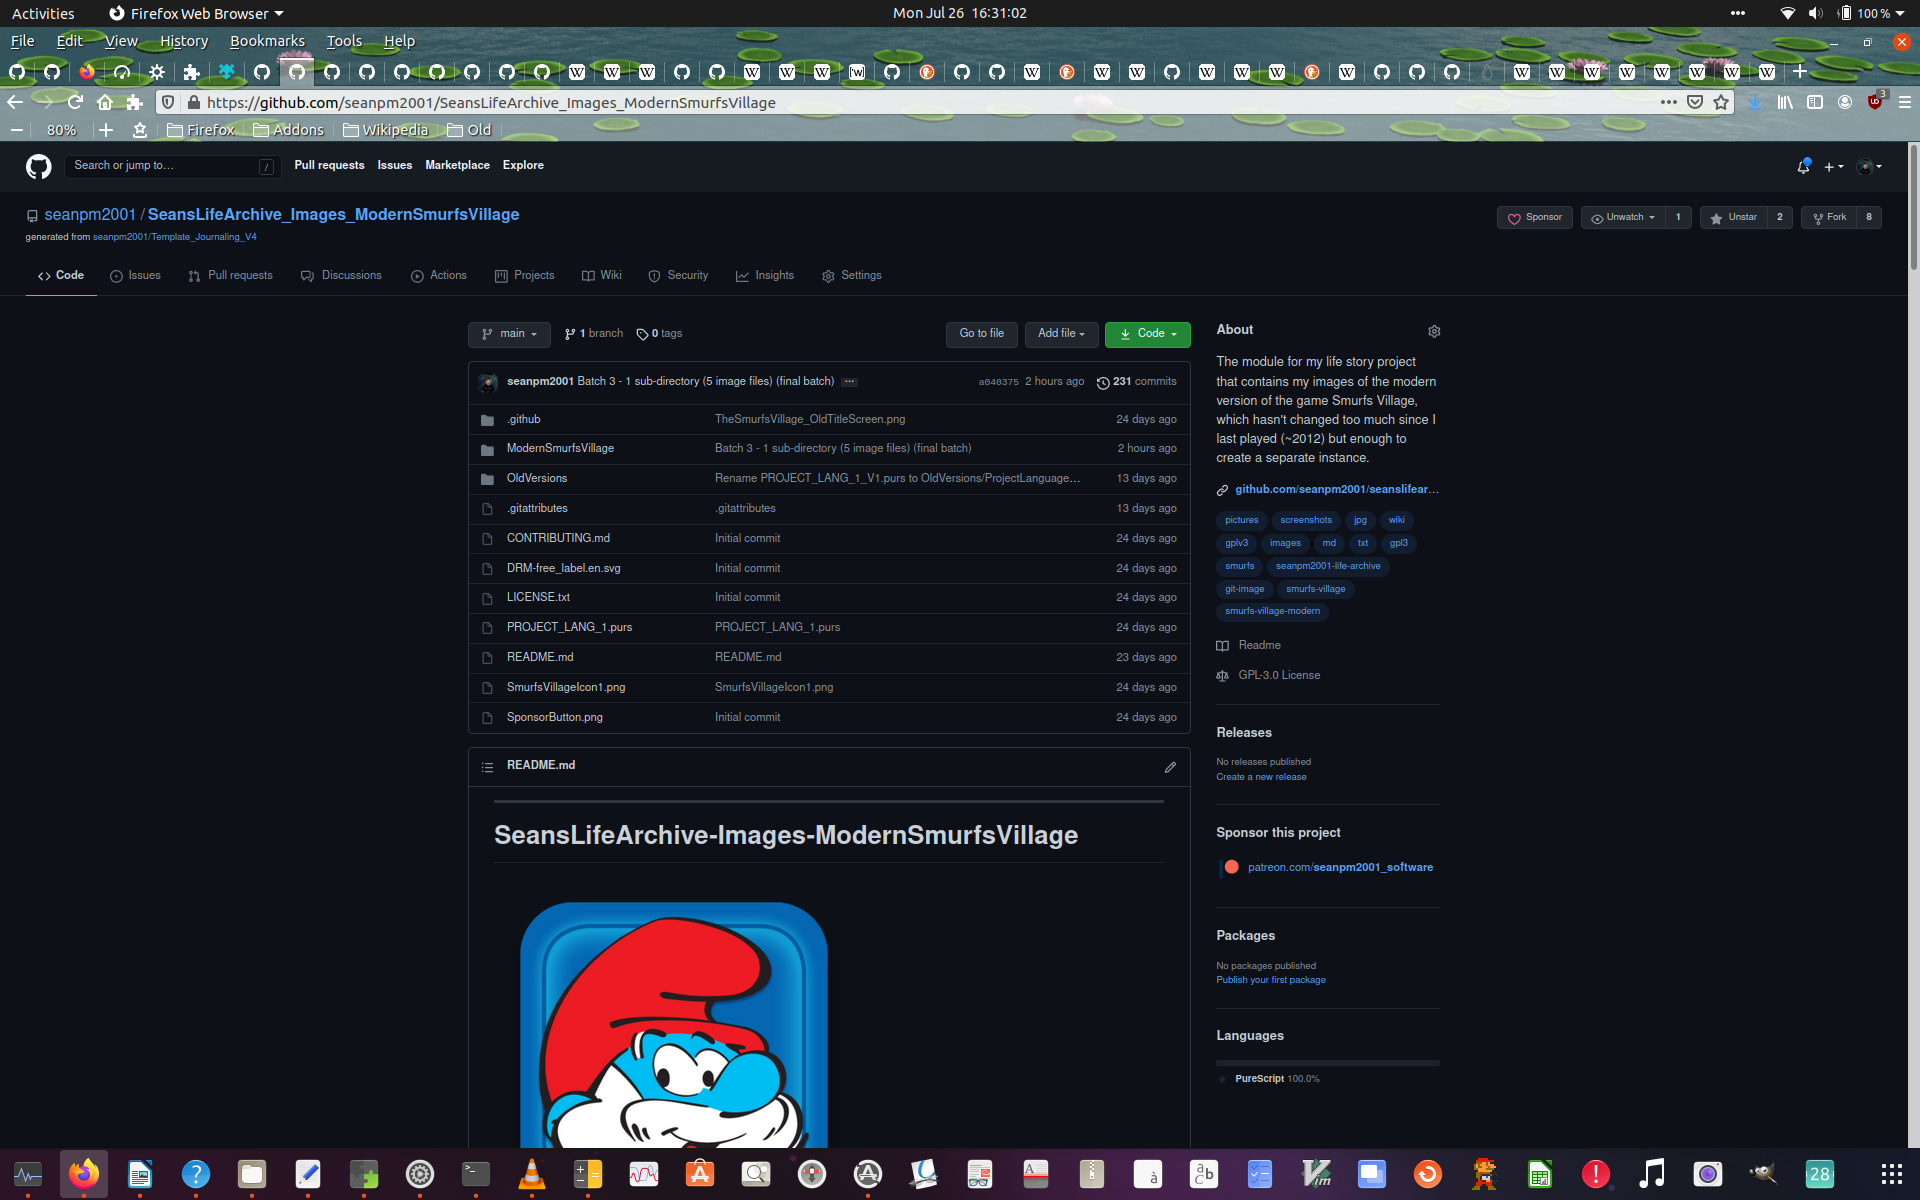 Activities Firefox Web Browser Mon Jul 26 16:31:02 100 %
File Edit View History Bookmarks Tools Help
https://github.com/seanpm2001/SeansLifeArchive_Images_ModernSmurfsVillage 3
80% Firefox Addons Wikipedia Old
Search or jump to… / Pull requests Issues Marketplace Explore
seanpm2001 / SeansLifeArchive_Images_ModernSmurfsVillage Sponsor Unwatch 1 Unstar 2 Fork 8
generated from seanpm2001/Template_Journaling_V4
Code Issues Pull requests Discussions Actions Projects Wiki Security Insights Settings
main 1 branch 0 tags Go to file Add file Code
seanpm2001 Batch 3 - 1 sub-directory (5 image files) (final batch) ... a040375 2 hours ago 231 commits
.github TheSmurfsVillage_OldTitleScreen.png 24 days ago
ModernSmurfsVillage Batch 3 - 1 sub-directory (5 image files) (final batch) 2 hours ago
OldVersions Rename PROJECT_LANG_1_V1.purs to OldVersions/ProjectLanguage… 13 days ago
.gitattributes .gitattributes 13 days ago
CONTRIBUTING.md Initial commit 24 days ago
DRM-free_label.en.svg Initial commit 24 days ago
LICENSE.txt Initial commit 24 days ago
PROJECT_LANG_1.purs PROJECT_LANG_1.purs 24 days ago
README.md README.md 23 days ago
SmurfsVillageIcon1.png SmurfsVillageIcon1.png 24 days ago
SponsorButton.png Initial commit 24 days ago
README.md
SeansLifeArchive-Images-ModernSmurfsVillage
About
The module for my life story project
that contains my images of the modern
version of the game Smurfs Village,
which hasn't changed too much since I
last played (~2012) but enough to
create a separate instance.
github.com/seanpm2001/seanslifear…
pictures screenshots jpg wiki
gplv3 images md txt gpl3
smurfs seanpm2001-life-archive
git-image smurfs-village
smurfs-village-modern
Readme
GPL-3.0 License
Releases
No releases published
Create a new release
Sponsor this project
patreon.com/seanpm2001_software
Packages
No packages published
Publish your first package
Languages
PureScript 100.0%
28